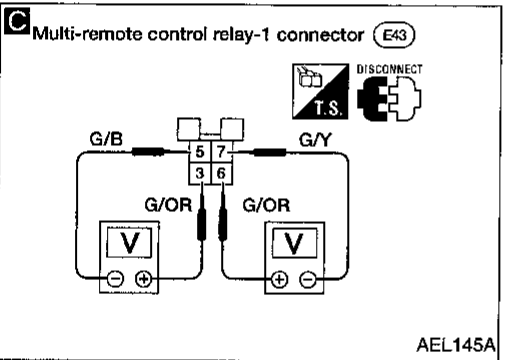 C Multi-remote control relay-1 connector E43
DISCONNECT
T.S.
G/B 5 7 G/Y
3 6
G/OR G/OR
V V
− + + −
AEL145A